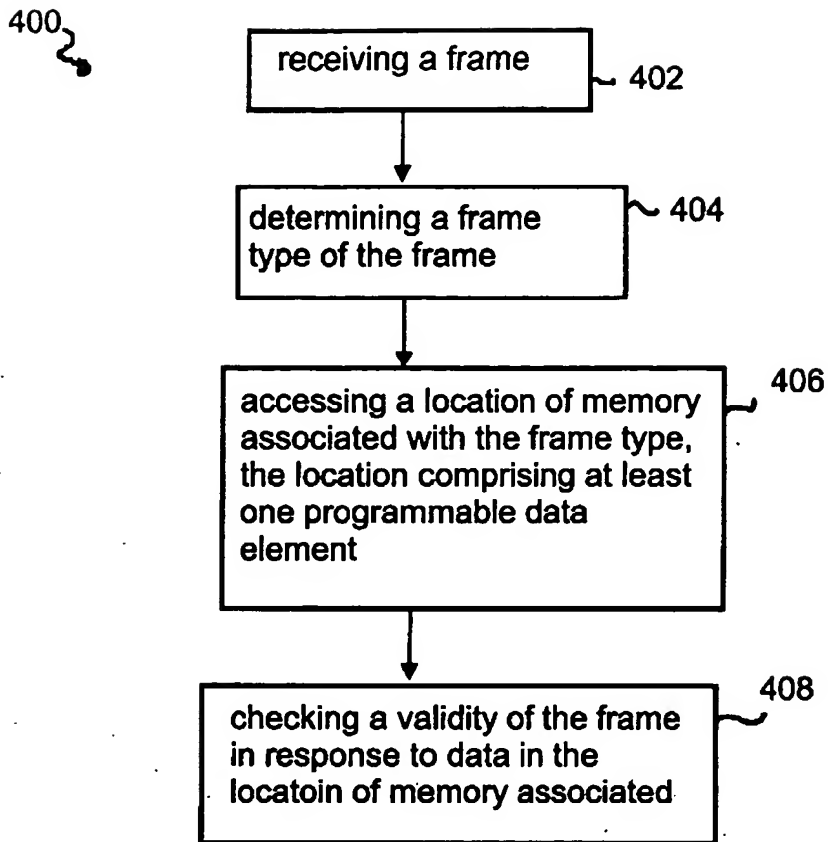 400
receiving a frame
402
determining a frame
type of the frame
404
accessing a location of memory
associated with the frame type,
the location comprising at least
one programmable data
element
406
checking a validity of the frame
in response to data in the
locatoin of memory associated
408